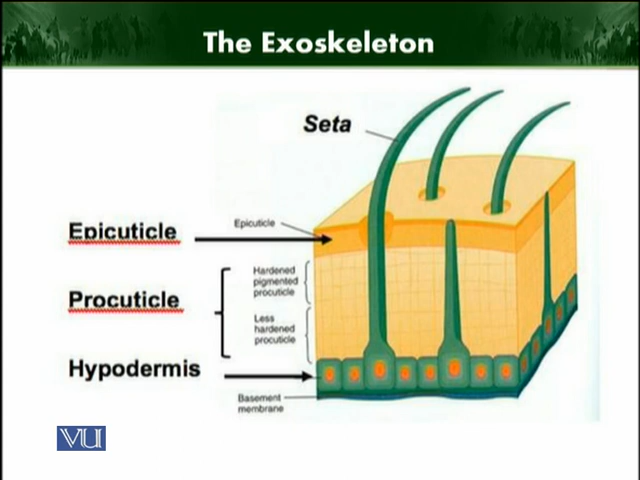 The Exoskeleton
Seta
Epicuticle
Epicuticle
Procuticle
Hardened
pigmented
procuticle
Less
hardened
procuticle
Hypodermis
Basement
membrane
VU